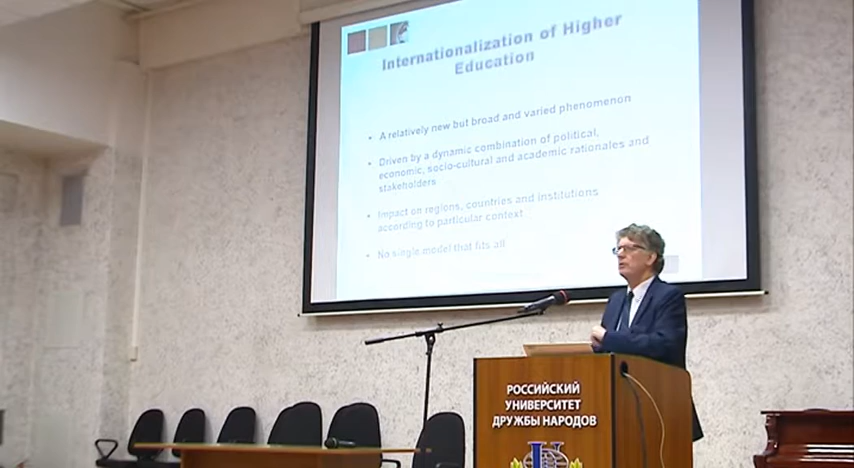 Internationalization of Higher
Education
• A relatively new but broad and varied phenomenon
• Driven by a dynamic combination of political,
economic, socio-cultural and academic rationales and
stakeholders
• Impact on regions, countries and institutions
according to particular context
• No single model that fits all
РОССИЙСКИЙ
УНИВЕРСИТЕТ
ДРУЖБЫ НАРОДОВ